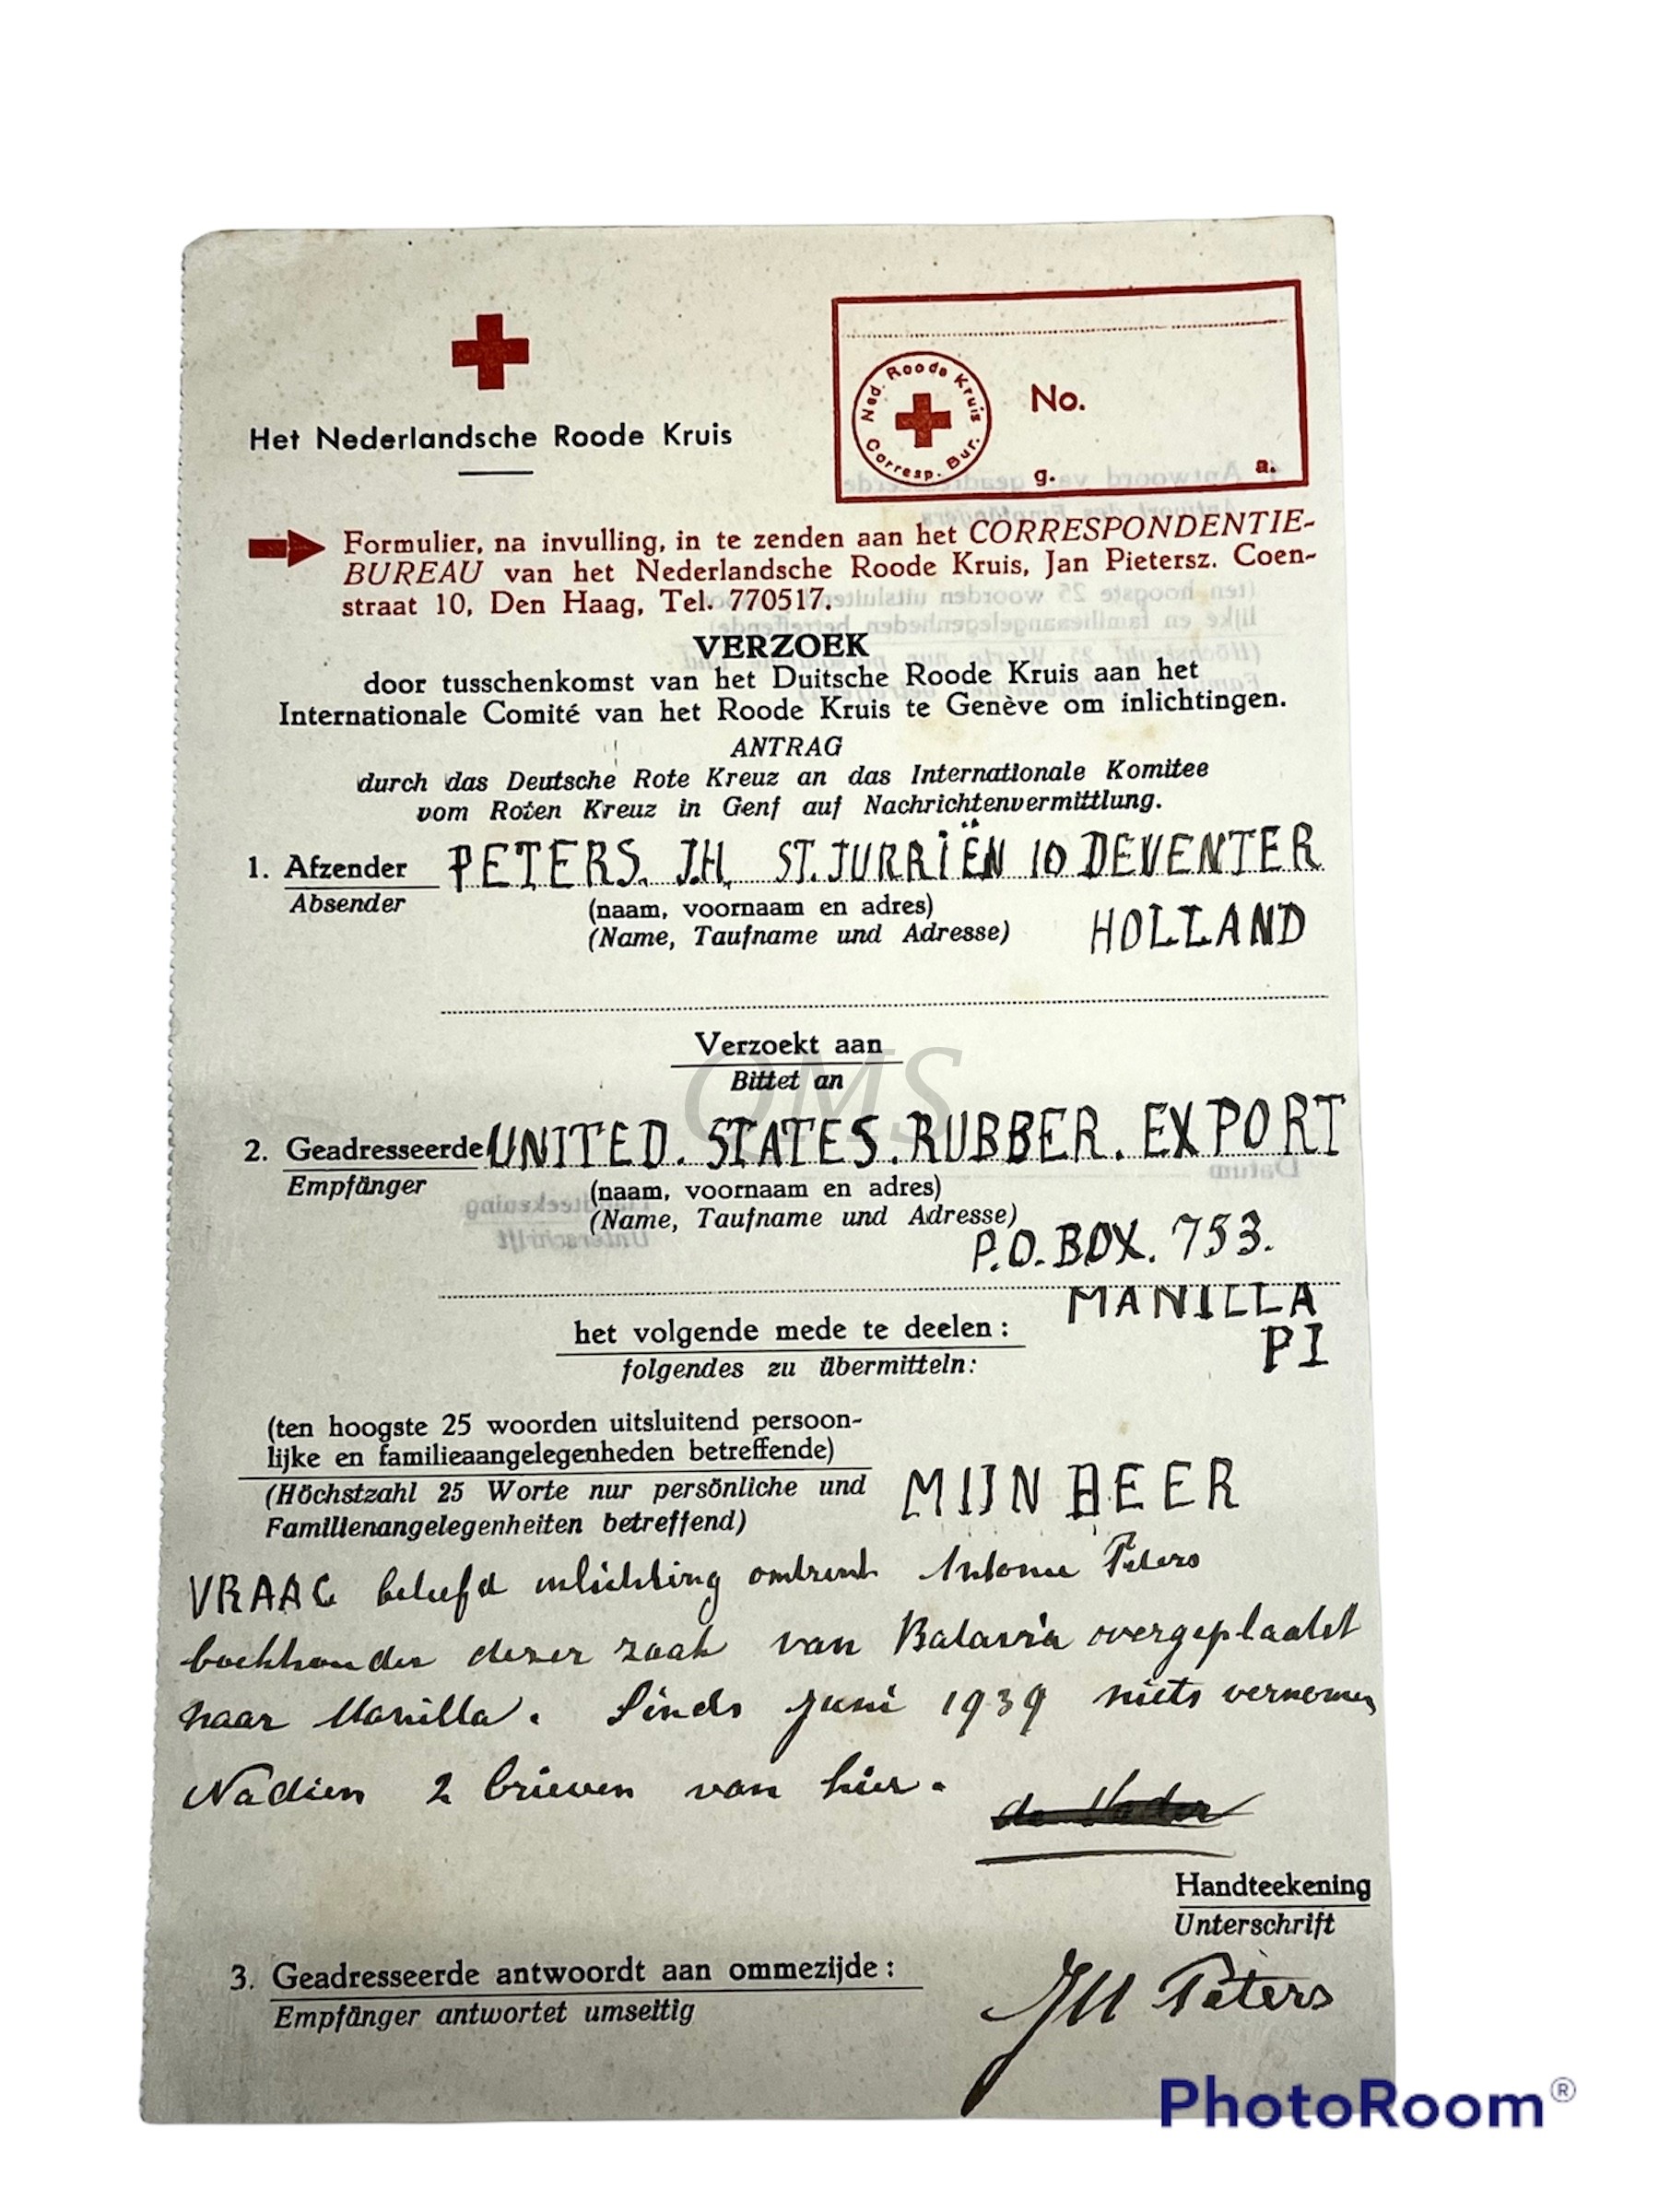 Het Nederlandsche Roode Kruis
Ned. Roode Kruis
Corresp. Bur.
No.
g. a.
Formulier, na invulling, in te zenden aan het CORRESPONDENTIE-
BUREAU van het Nederlandsche Roode Kruis, Jan Pietersz. Coen-
straat 10, Den Haag, Tel. 770517.
VERZOEK
door tusschenkomst van het Duitsche Roode Kruis aan het
Internationale Comité van het Roode Kruis te Genève om inlichtingen.
ANTRAG
durch das Deutsche Rote Kreuz an das Internationale Komitee
vom Roten Kreuz in Genf auf Nachrichtenvermittlung.
1. Afzender PETERS. J.H. ST. JURRIËN 10 DEVENTER
Absender
(naam, voornaam en adres)
(Name, Taufname und Adresse) HOLLAND
Verzoekt aan
Bittet an
QMS
2. Geadresseerde UNITED. STATES. RUBBER. EXPORT
Empfänger
(naam, voornaam en adres)
(Name, Taufname und Adresse)
P.O. BOX. 753.
MANILLA
PI
het volgende mede te deelen:
folgendes zu übermitteln:
(ten hoogste 25 woorden uitsluitend persoon-
lijke en familieaangelegenheden betreffende)
(Höchstzahl 25 Worte nur persönliche und
Familienangelegenheiten betreffend)
MIJN HEER
VRAAG beleefd inlichting omtrent Antonie Peters
boekhouder dezer zaak van Batavia overgeplaatst
naar Manilla. Sinds Juni 1939 niets vernomen
Nadien 2 brieven van hier.
de Vader
Handteekening
Unterschrift
3. Geadresseerde antwoordt aan ommezijde:
Empfänger antwortet umseitig
JH Peters
PhotoRoom®